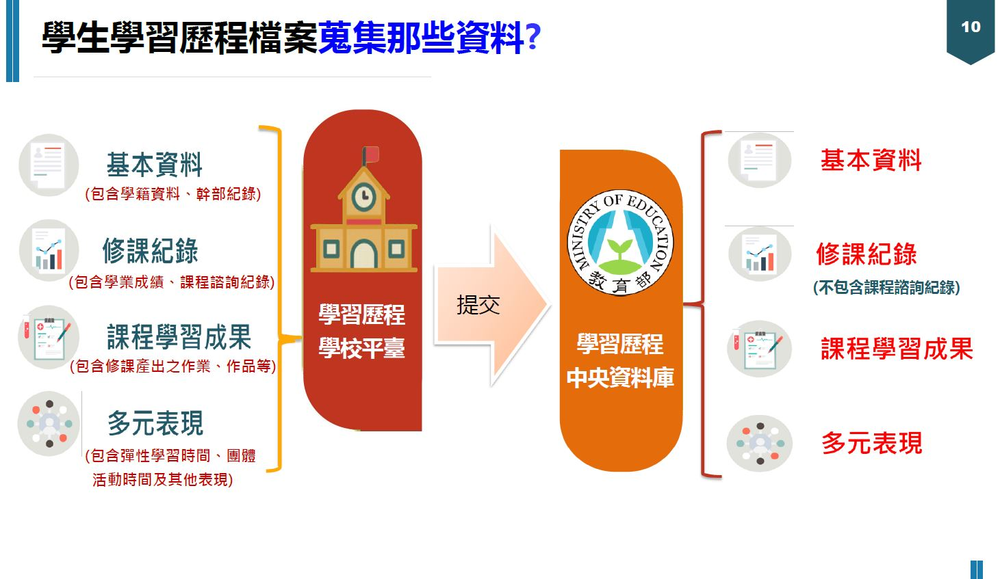 學生學習歷程檔案蒐集那些資料?
10
基本資料
(包含學籍資料、幹部紀錄)
修課紀錄
(包含學業成績、課程諮詢紀錄)
課程學習成果
(包含修課產出之作業、作品等)
多元表現
(包含彈性學習時間、團體
活動時間及其他表現)
學習歷程
學校平臺
提交
MINISTRY OF EDUCATION
教育部
學習歷程
中央資料庫
基本資料
修課紀錄
(不包含課程諮詢紀錄)
課程學習成果
多元表現